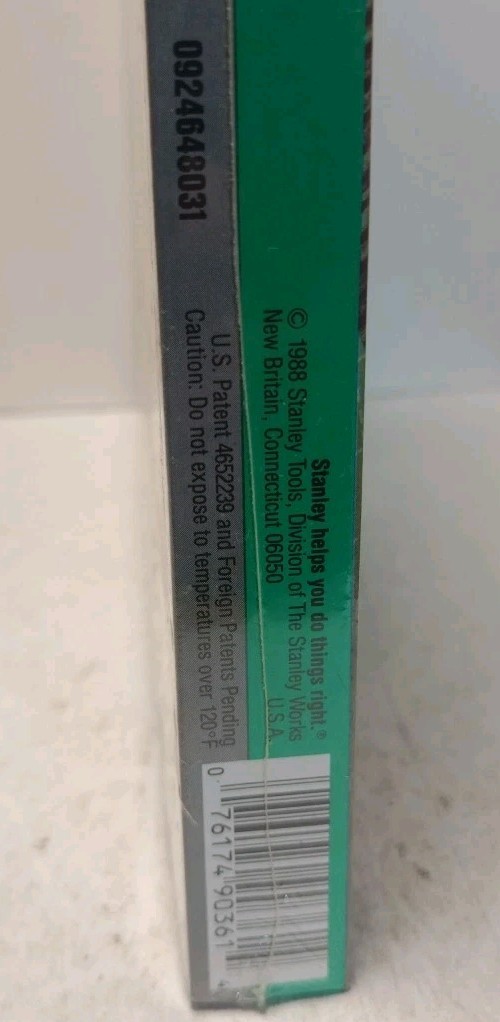 Stanley helps you do things right.®
© 1988 Stanley Tools, Division of The Stanley Works
New Britain, Connecticut 06050 U.S.A.
U.S. Patent 4652239 and Foreign Patents Pending
Caution: Do not expose to temperatures over 120°F
0924648031
0 76174 90361 4